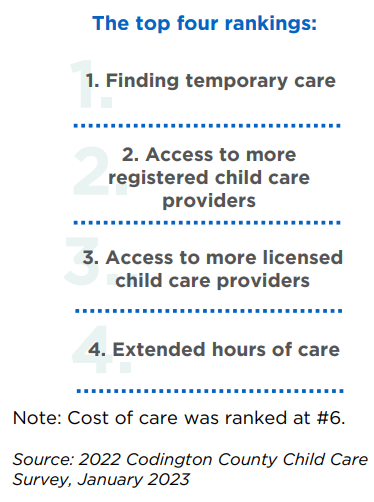 The top four rankings:
1. Finding temporary care
2. Access to more
registered child care
providers
3. Access to more licensed
child care providers
4. Extended hours of care
Note: Cost of care was ranked at #6.
Source: 2022 Codington County Child Care
Survey, January 2023